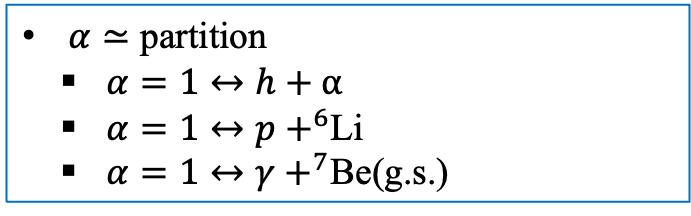 • 𝛼 ≃ partition
▪ 𝛼 = 1 ↔ ℎ + α
▪ 𝛼 = 1 ↔ 𝑝 +⁶Li
▪ 𝛼 = 1 ↔ 𝛾 +⁷Be(g.s.)